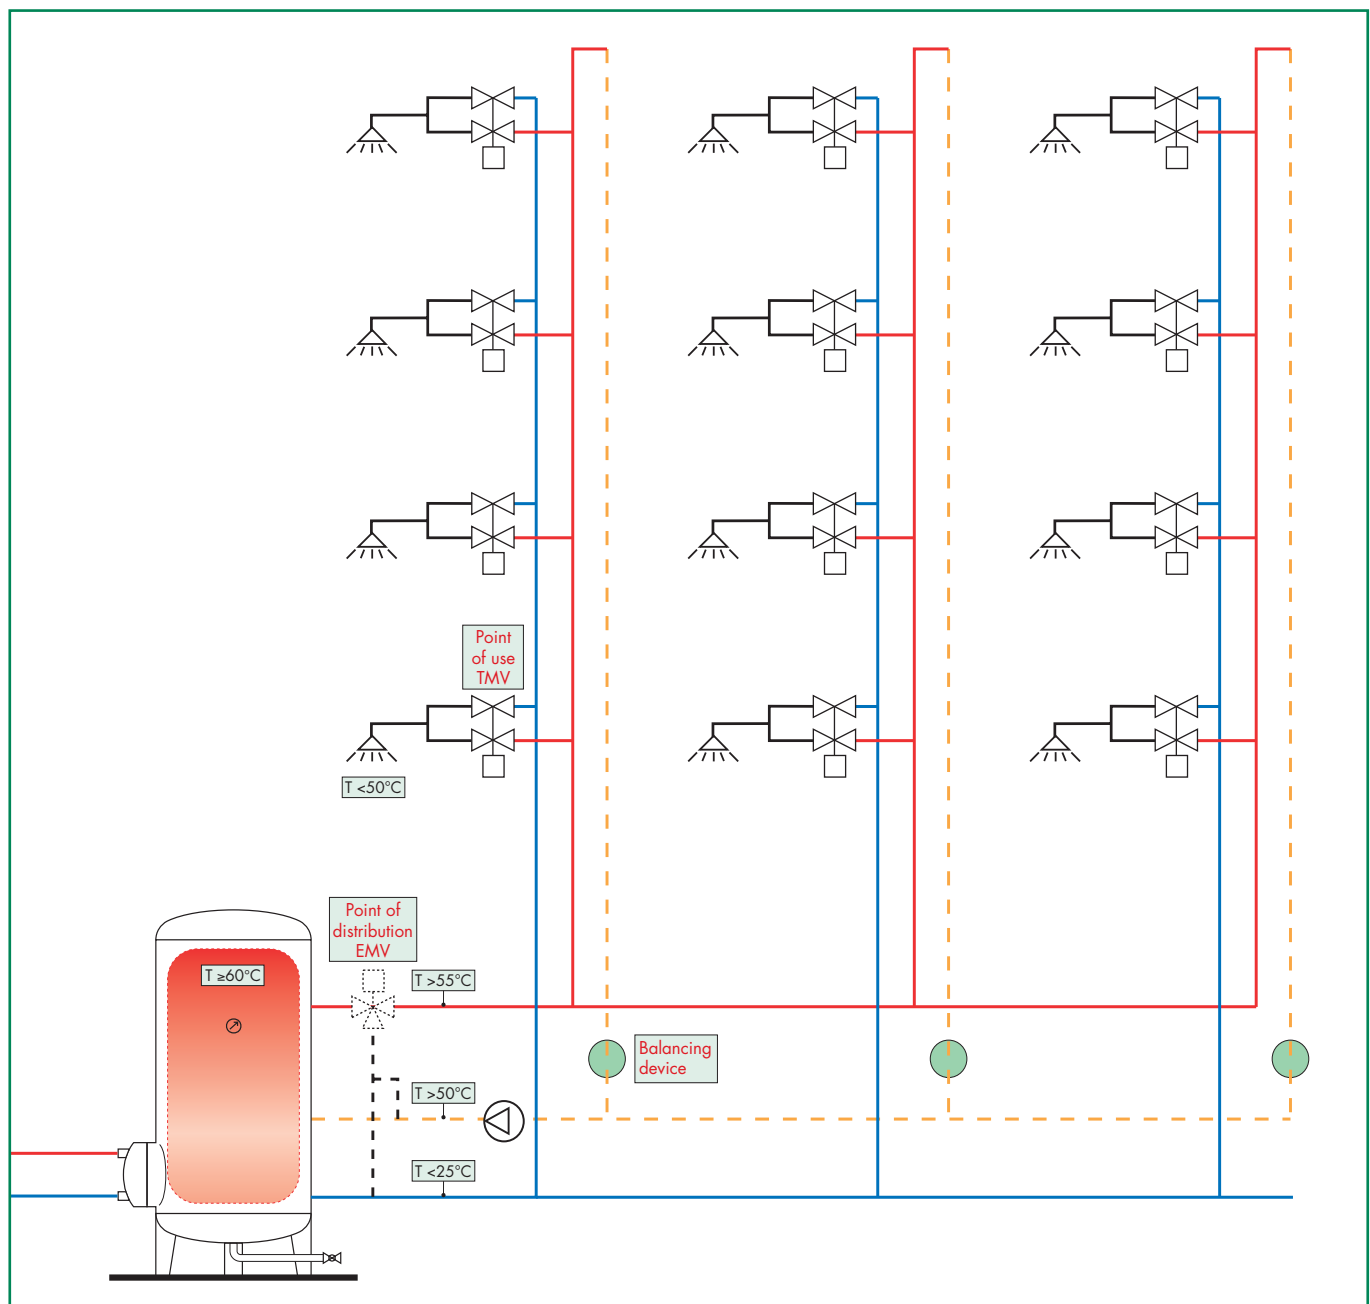 Point
of use
TMV
T <50°C
Point of
distribution
EMV
T ≥60°C
T >55°C
Balancing
device
T >50°C
T <25°C